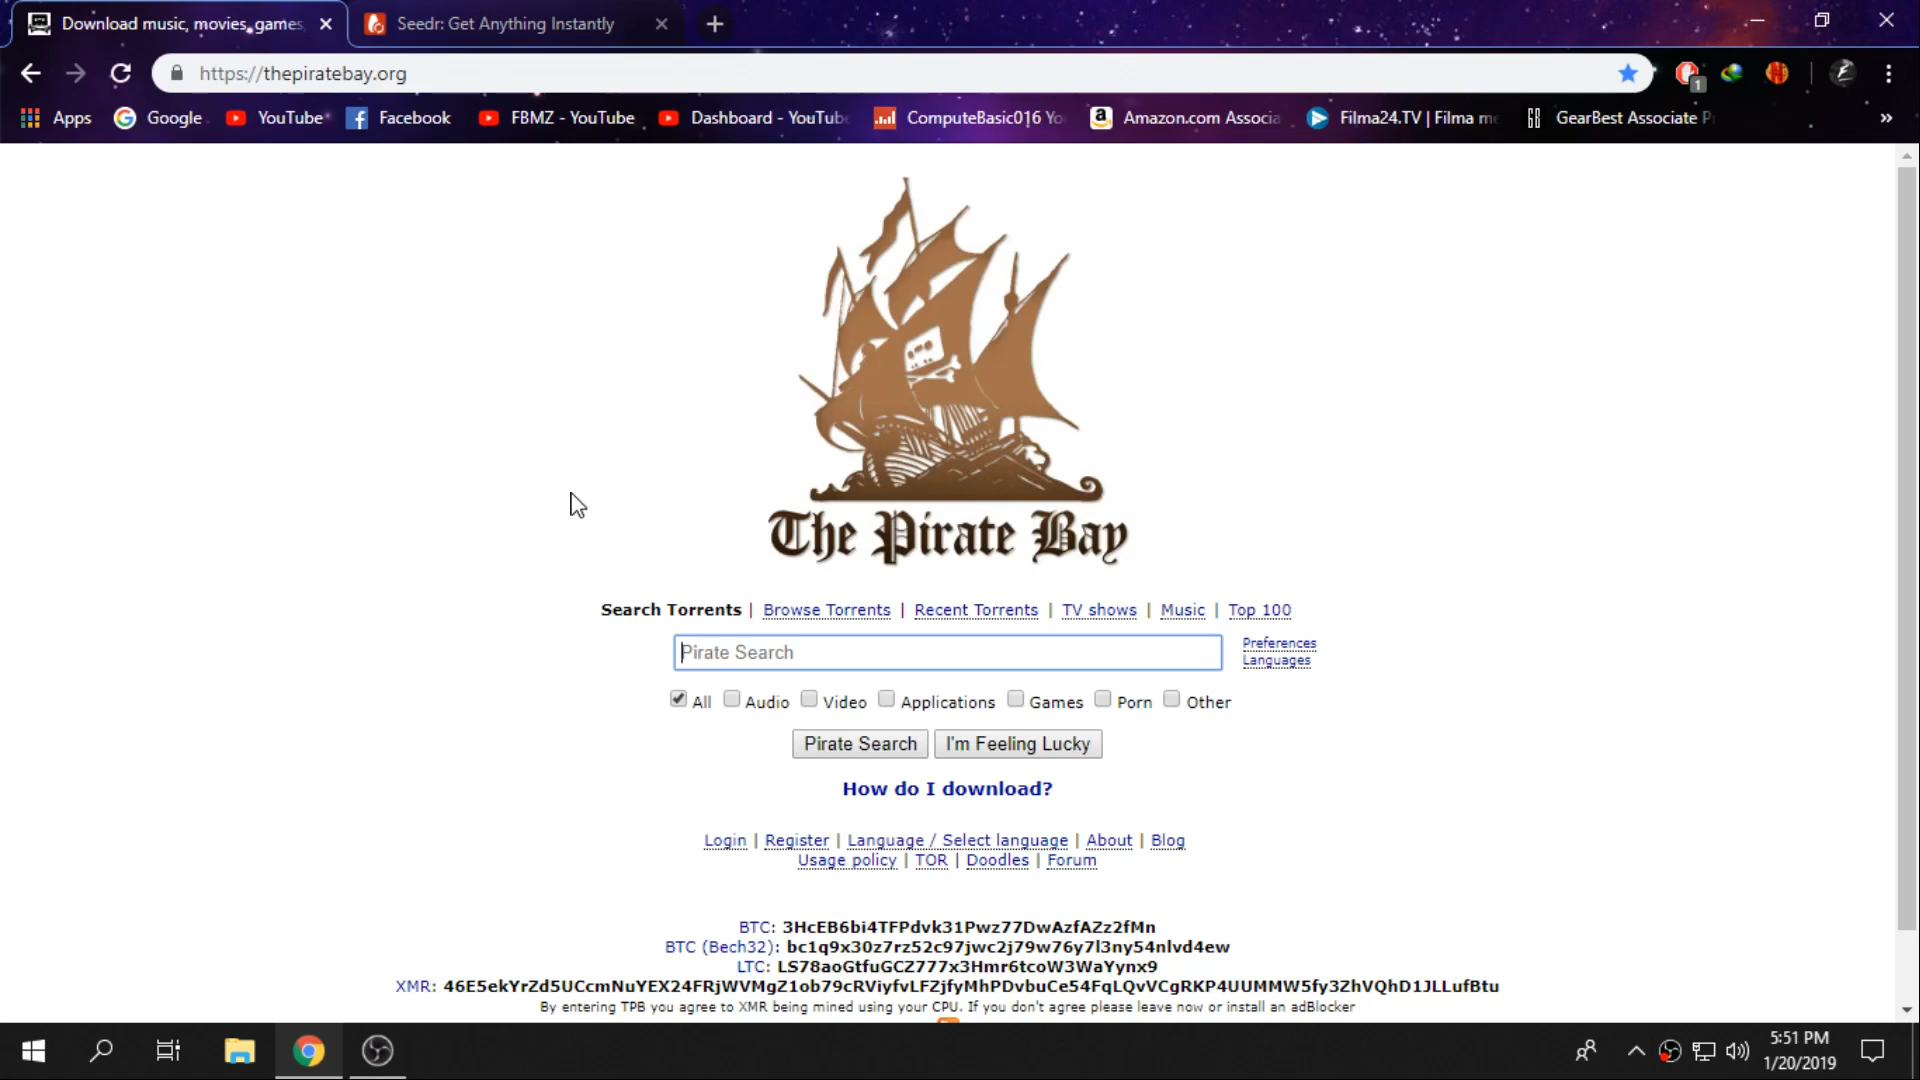 Download music, movies, games,
Seedr: Get Anything Instantly
https://thepiratebay.org
1
Apps
Google
YouTube
Facebook
FBMZ - YouTube
Dashboard - YouTube
ComputeBasic016 Yo
Amazon.com Associa
Filma24.TV | Filma me
GearBest Associate P
»
The Pirate Bay
Search Torrents | Browse Torrents | Recent Torrents | TV shows | Music | Top 100
Pirate Search
Preferences
Languages
All Audio Video Applications Games Porn Other
Pirate Search
I'm Feeling Lucky
How do I download?
Login | Register | Language / Select language | About | Blog
Usage policy | TOR | Doodles | Forum
BTC: 3HcEB6bi4TFPdvk31Pwz77DwAzfAZz2fMn
BTC (Bech32): bc1q9x30z7rz52c97jwc2j79w76y7l3ny54nlvd4ew
LTC: LS78aoGtfuGCZ777x3Hmr6tcoW3WaYynx9
XMR: 46E5ekYrZd5UCcmNuYEX24FRjWVMgZ1ob79cRViyfvLFZjfyMhPDvbuCe54FqLQvVCgRKP4UUMMW5fy3ZhVQhD1JLLufBtu
By entering TPB you agree to XMR being mined using your CPU. If you don't agree please leave now or install an adBlocker
5:51 PM
1/20/2019